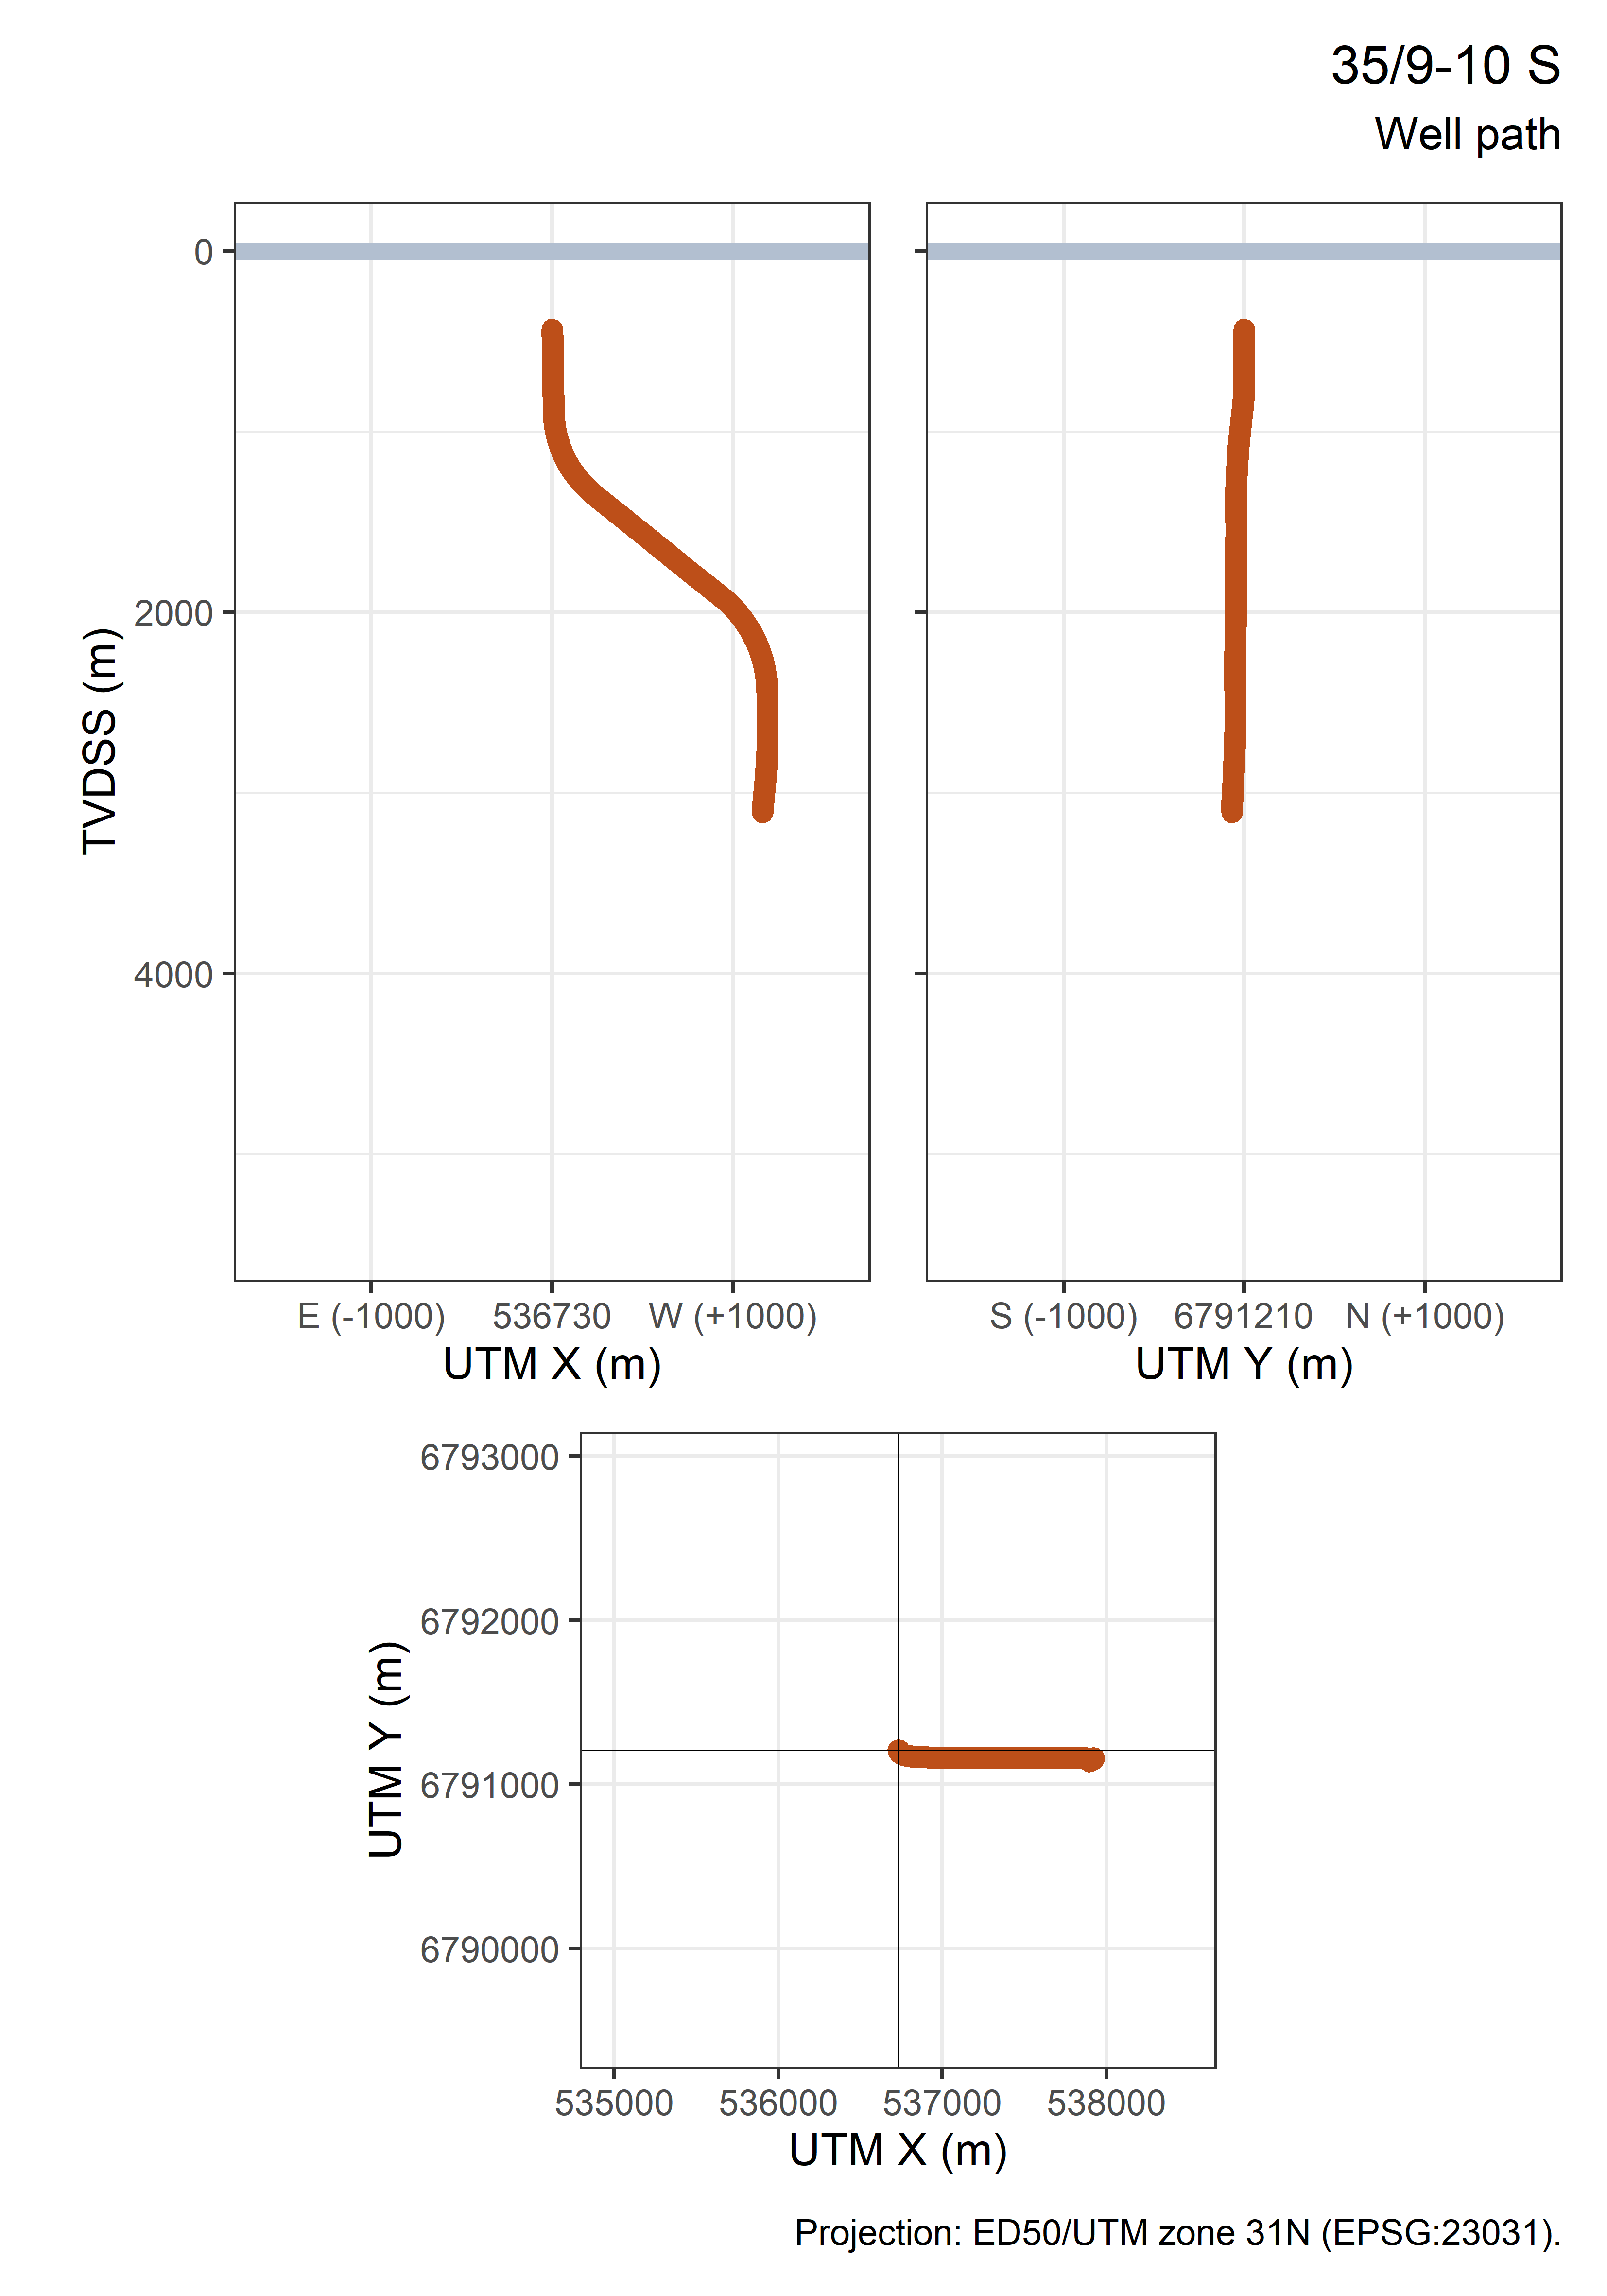 35/9-10 S
Well path
TVDSS (m)
0
2000
4000
E (-1000) 536730 W (+1000)
UTM X (m)
S (-1000) 6791210 N (+1000)
UTM Y (m)
UTM Y (m)
6793000
6792000
6791000
6790000
535000 536000 537000 538000
UTM X (m)
Projection: ED50/UTM zone 31N (EPSG:23031).